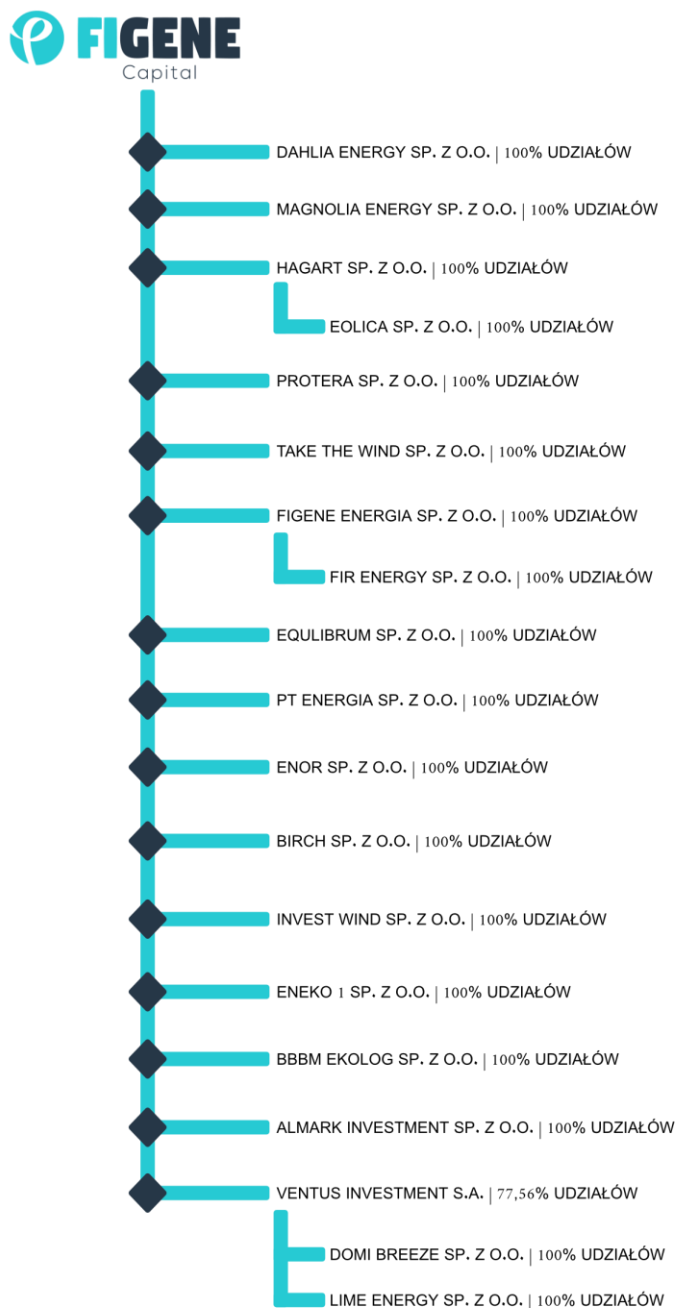 FIGENE
Capital
DAHLIA ENERGY SP. Z O.O. | 100% UDZIAŁÓW
MAGNOLIA ENERGY SP. Z O.O. | 100% UDZIAŁÓW
HAGART SP. Z O.O. | 100% UDZIAŁÓW
EOLICA SP. Z O.O. | 100% UDZIAŁÓW
PROTERA SP. Z O.O. | 100% UDZIAŁÓW
TAKE THE WIND SP. Z O.O. | 100% UDZIAŁÓW
FIGENE ENERGIA SP. Z O.O. | 100% UDZIAŁÓW
FIR ENERGY SP. Z O.O. | 100% UDZIAŁÓW
EQULIBRUM SP. Z O.O. | 100% UDZIAŁÓW
PT ENERGIA SP. Z O.O. | 100% UDZIAŁÓW
ENOR SP. Z O.O. | 100% UDZIAŁÓW
BIRCH SP. Z O.O. | 100% UDZIAŁÓW
INVEST WIND SP. Z O.O. | 100% UDZIAŁÓW
ENEKO 1 SP. Z O.O. | 100% UDZIAŁÓW
BBBM EKOLOG SP. Z O.O. | 100% UDZIAŁÓW
ALMARK INVESTMENT SP. Z O.O. | 100% UDZIAŁÓW
VENTUS INVESTMENT S.A. | 77,56% UDZIAŁÓW
DOMI BREEZE SP. Z O.O. | 100% UDZIAŁÓW
LIME ENERGY SP. Z O.O. | 100% UDZIAŁÓW